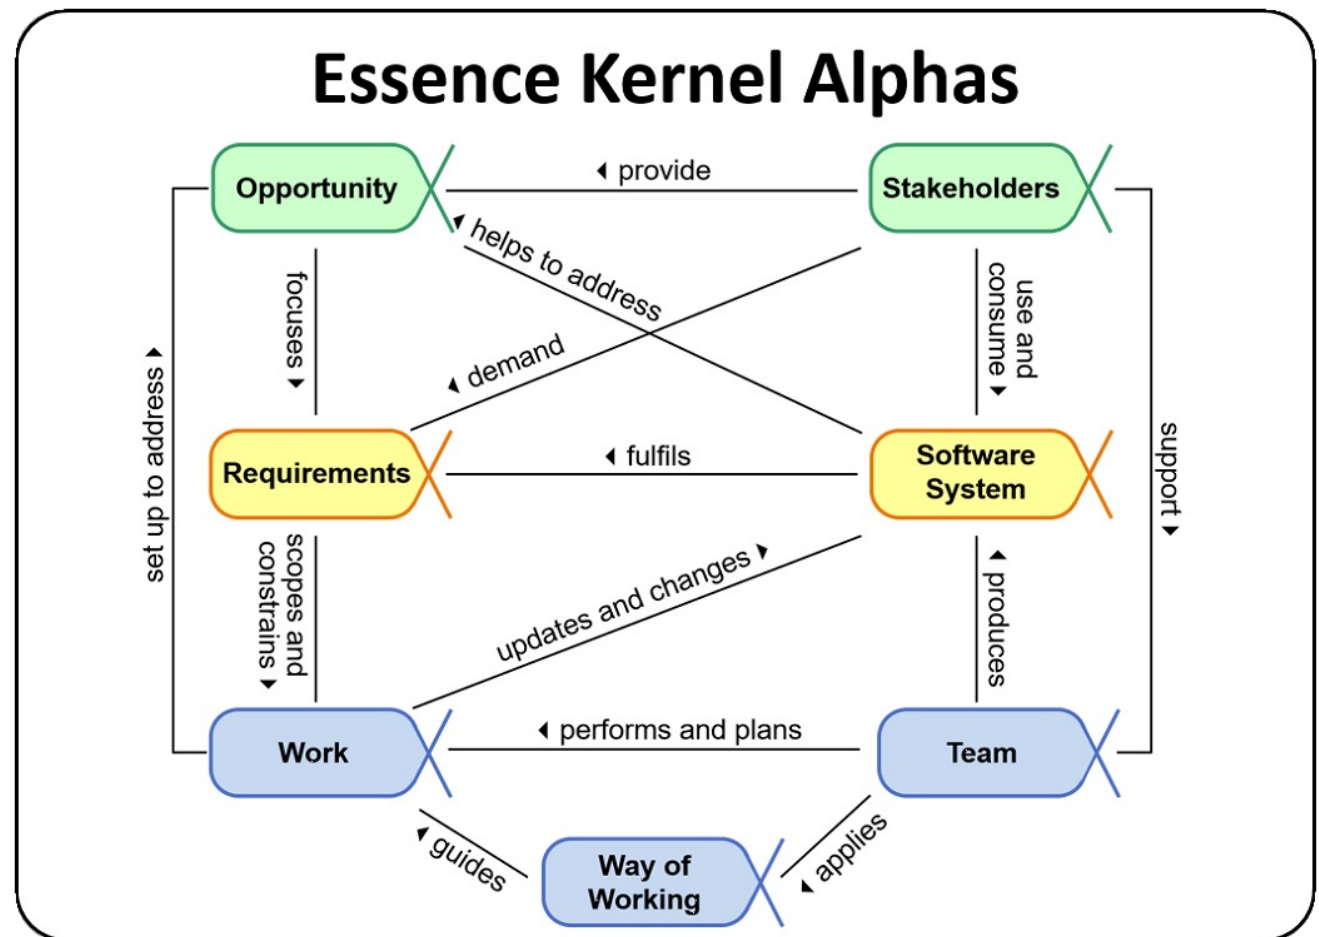 Essence Kernel Alphas
Opportunity
provide
Stakeholders
helps to address
focuses
demand
use and
consume
set up to address
support
Requirements
fulfils
Software
System
scopes and
constrains
updates and changes
produces
Work
performs and plans
Team
guides
Way of
Working
applies